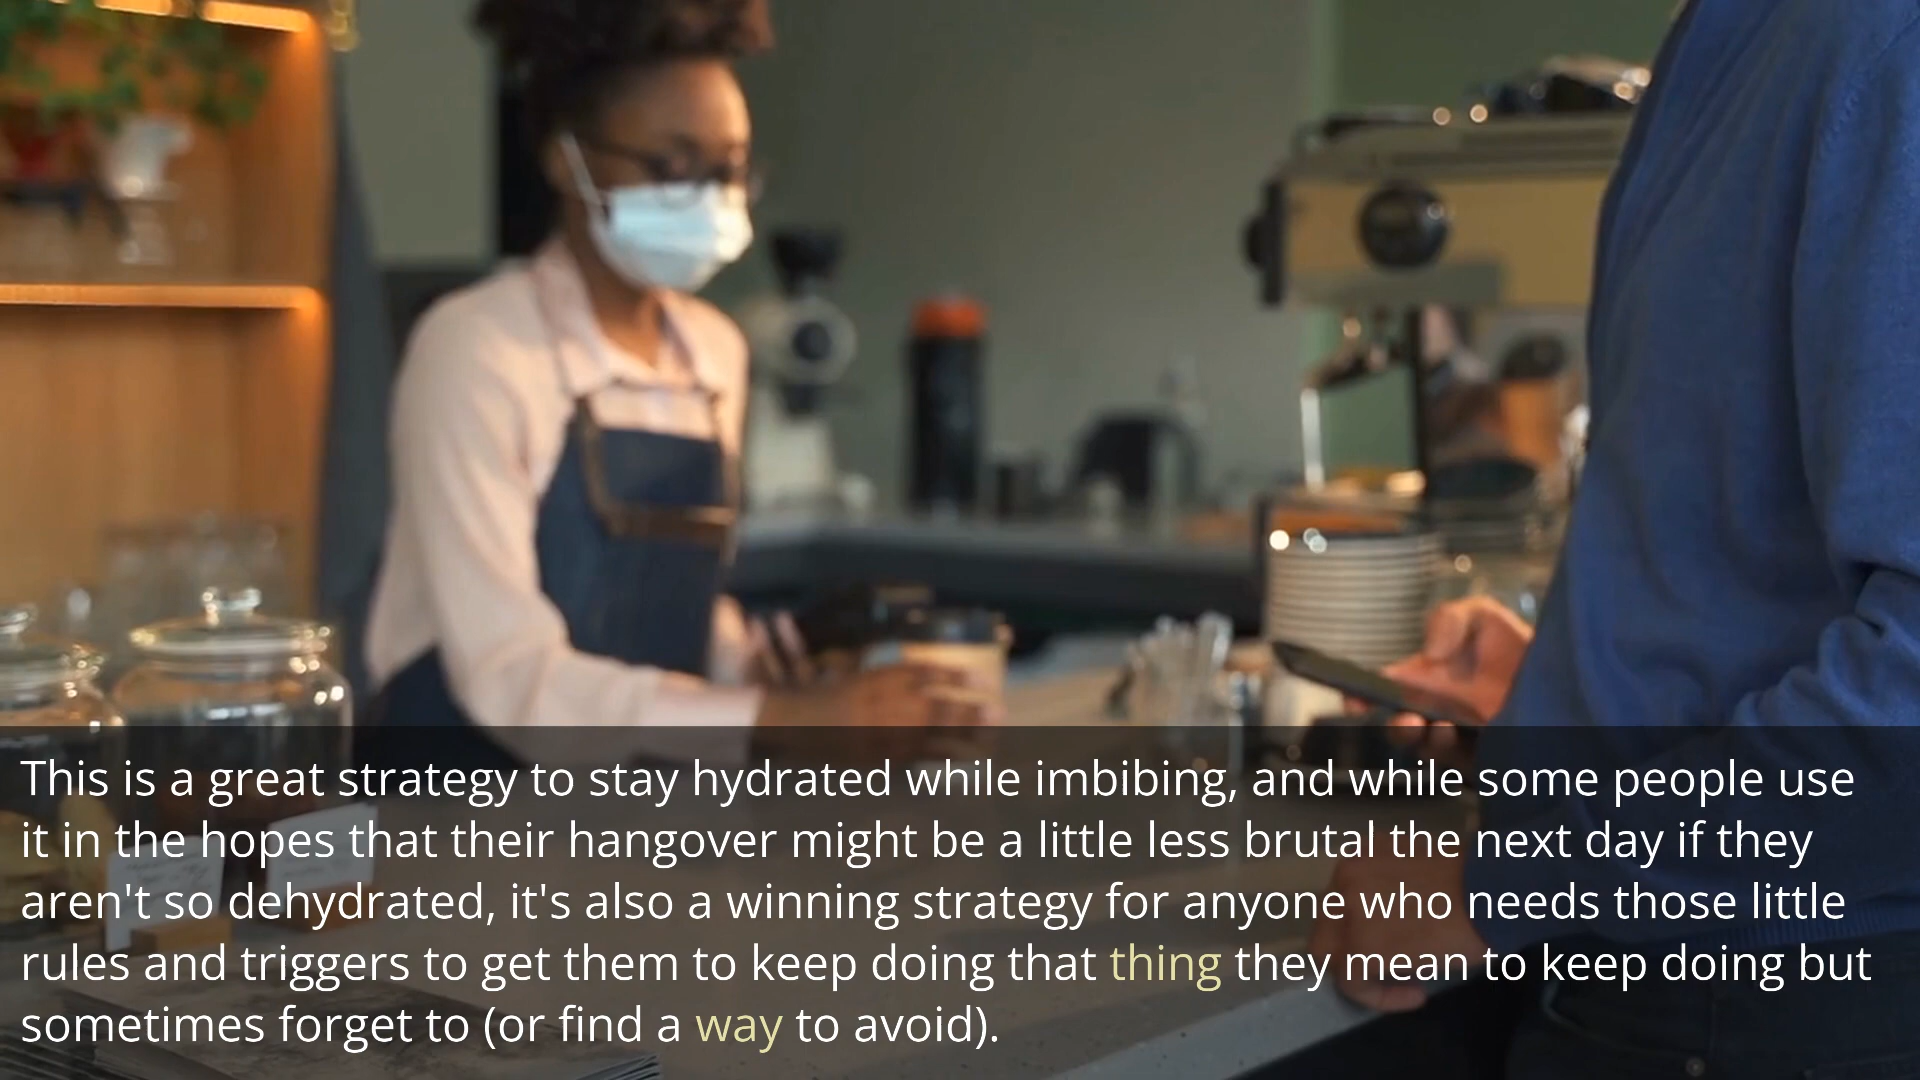 This is a great strategy to stay hydrated while imbibing, and while some people use
it in the hopes that their hangover might be a little less brutal the next day if they
aren't so dehydrated, it's also a winning strategy for anyone who needs those little
rules and triggers to get them to keep doing that thing they mean to keep doing but
sometimes forget to (or find a way to avoid).